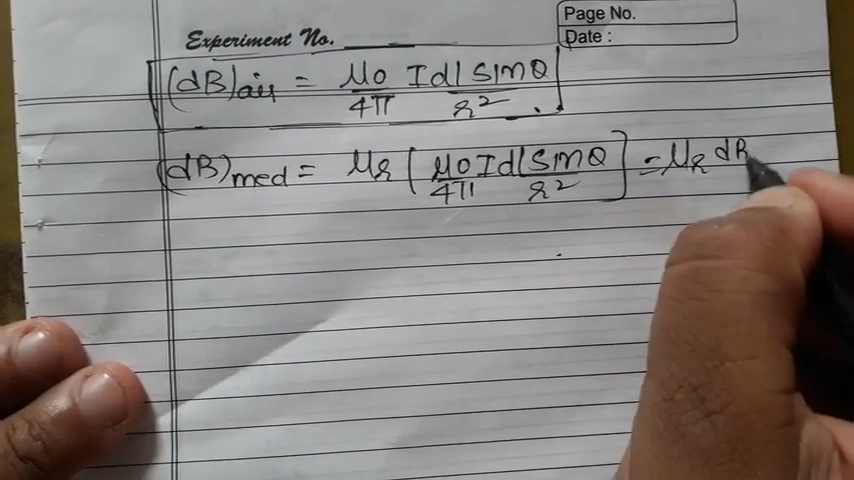 Page No.
Experiment No.
Date :
(dB)air = μ0/4π Idl sinθ/r²
(dB)med = μr [μ0/4π Idl sinθ/r²] = μr dB